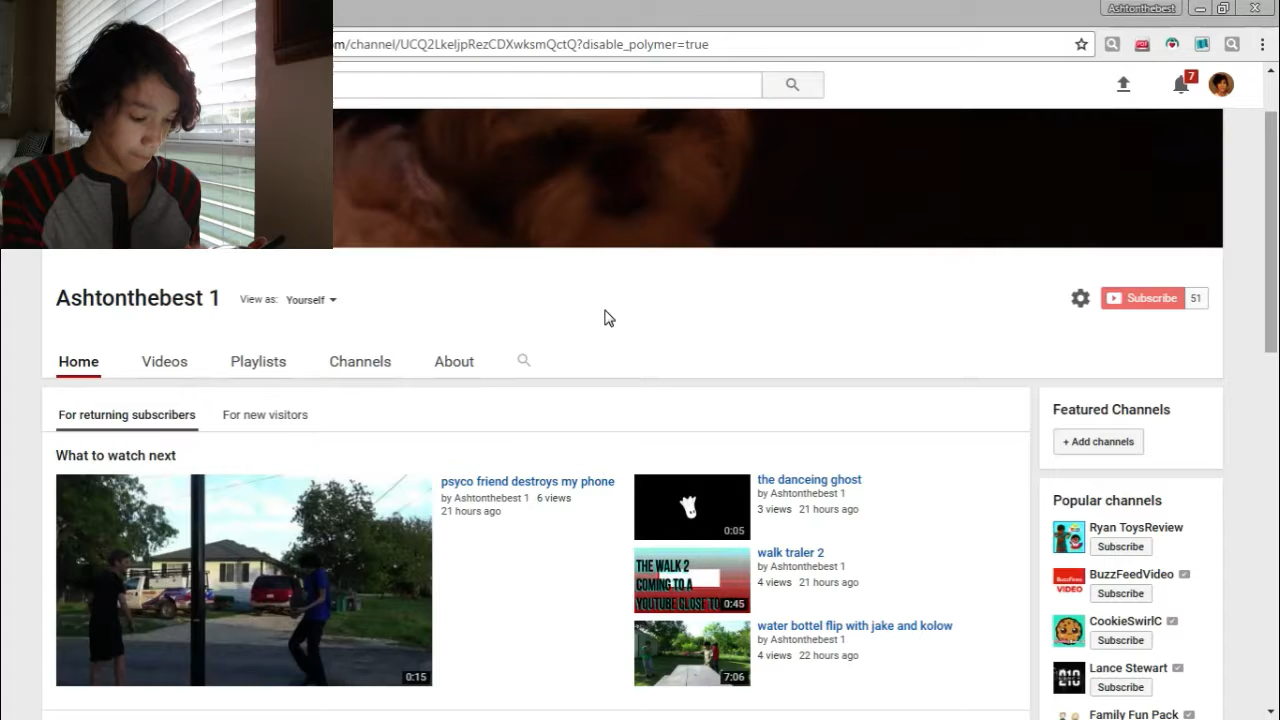 Ashtonthebest
m/channel/UCQ2LkeljpRezCDXwksmQctQ?disable_polymer=true
7
Ashtonthebest 1
View as: Yourself
Subscribe 51
Home Videos Playlists Channels About
For returning subscribers For new visitors
What to watch next
psyco friend destroys my phone
by Ashtonthebest 1 6 views
21 hours ago
0:15
the danceing ghost
by Ashtonthebest 1
3 views 21 hours ago
0:05
walk traler 2
by Ashtonthebest 1
4 views 21 hours ago
THE WALK 2
COMING TO A
YOUTUBE CLOSE TO
0:45
water bottel flip with jake and kolow
by Ashtonthebest 1
4 views 22 hours ago
7:06
Featured Channels
+ Add channels
Popular channels
Ryan ToysReview
Subscribe
BuzzFeedVideo
Subscribe
BuzzFeed
VIDEO
CookieSwirlC
Subscribe
Lance Stewart
Subscribe
Family Fun Pack